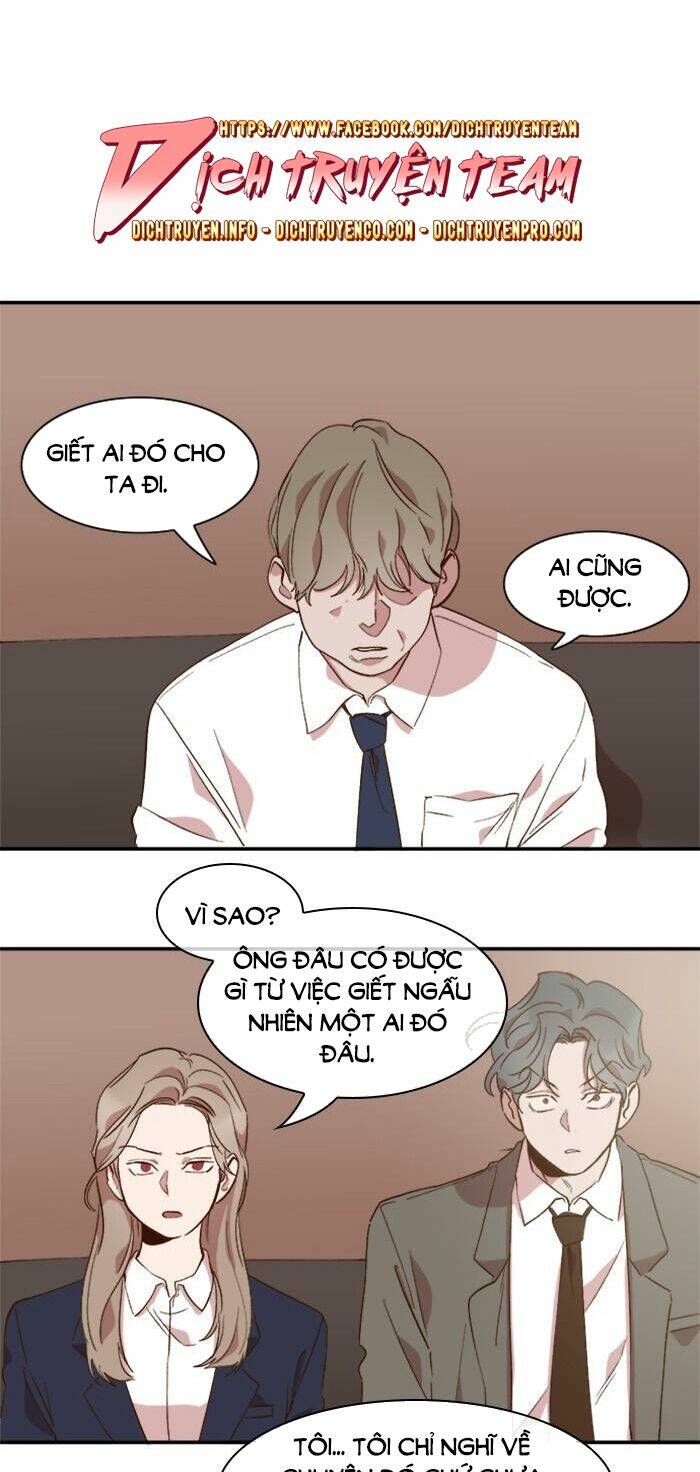 HTTPS://WWW.FACEBOOK.COM/DICHTRUYENTEAM
DỊCH TRUYỆN TEAM
DICHTRUYEN.INFO - DICHTRUYENCO.COM - DICHTRUYENPRO.COM
GIẾT AI ĐÓ CHO
TA ĐI.
AI CŨNG
ĐƯỢC.
VÌ SAO?
ÔNG ĐÂU CÓ ĐƯỢC
GÌ TỪ VIỆC GIẾT NGẪU
NHIÊN MỘT AI ĐÓ
ĐÂU.
TÔI... TÔI CHỈ NGHĨ VỀ